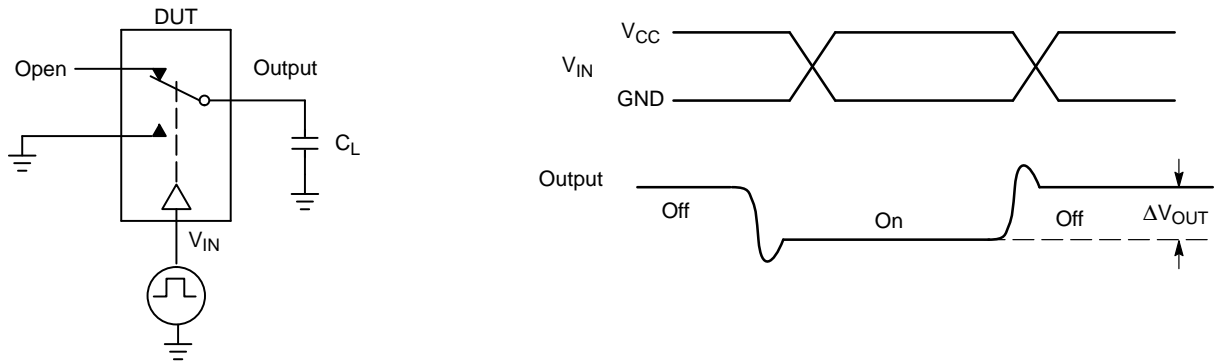 DUT
Open
Output
C_L
V_IN
V_CC
V_IN
GND
Output
Off
On
Off
ΔV_OUT